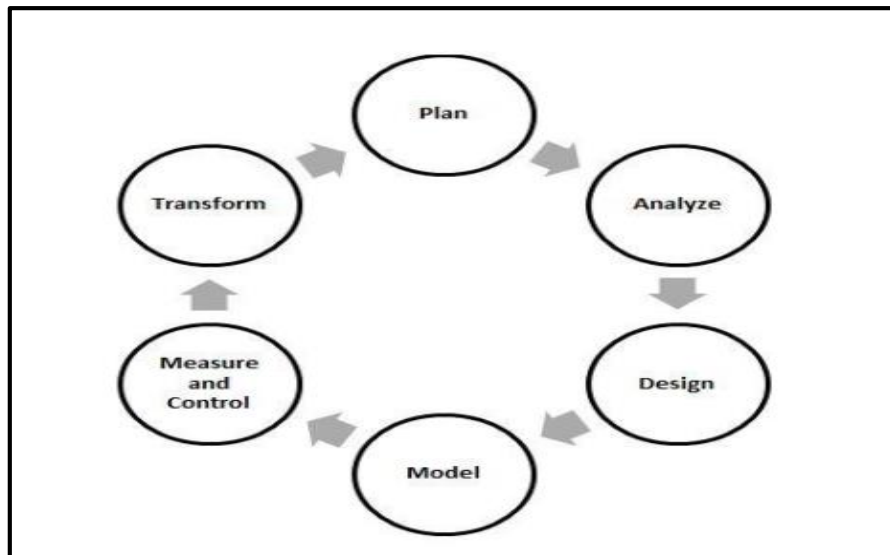 Plan
Analyze
Design
Model
Measure
and
Control
Transform